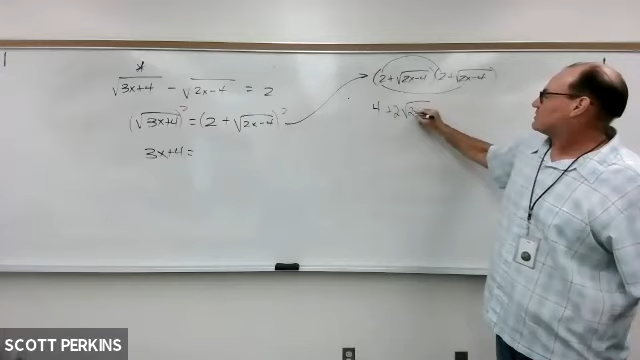 *
√(3x+4) - √(2x-4) = 2
(√(3x+4))² = (2 + √(2x-4))²
3x+4 =
(2+√(2x-4))(2+√(2x-4))
4 + 2√2
SCOTT PERKINS